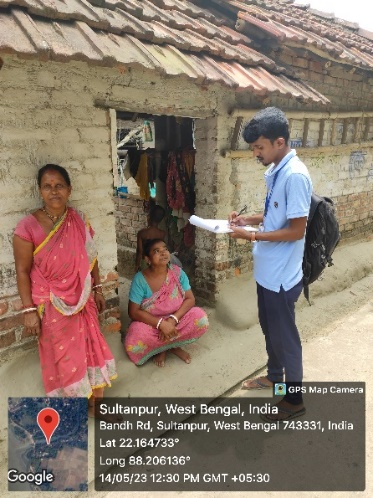 GPS Map Camera
Sultanpur, West Bengal, India
Bandh Rd, Sultanpur, West Bengal 743331, India
Lat 22.164733°
Long 88.206136°
14/05/23 12:30 PM GMT +05:30
Google